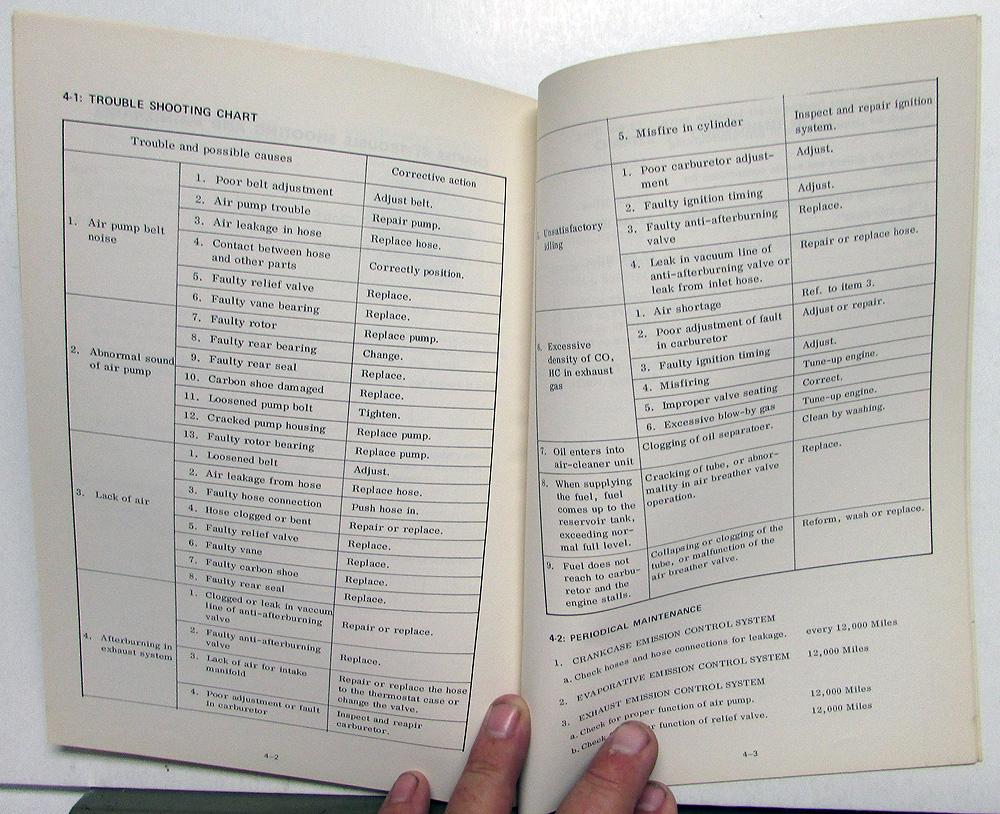 4-1: TROUBLE SHOOTING CHART
Trouble and possible causes
Corrective action
1. Air pump belt
noise
1. Poor belt adjustment
Adjust belt.
2. Air pump trouble
Repair pump.
3. Air leakage in hose
Replace hose.
4. Contact between hose
and other parts
Correctly position.
5. Faulty relief valve
Replace.
2. Abnormal sound
of air pump
6. Faulty vane bearing
Replace.
7. Faulty rotor
Replace pump.
8. Faulty rear bearing
Change.
9. Faulty rear seal
Replace.
10. Carbon shoe damaged
Replace.
11. Loosened pump bolt
Tighten.
12. Cracked pump housing
Replace pump.
13. Faulty rotor bearing
Replace pump.
3. Lack of air
1. Loosened belt
Adjust.
2. Air leakage from hose
Replace hose.
3. Faulty hose connection
Push hose in.
4. Hose clogged or bent
Repair or replace.
5. Faulty relief valve
Replace.
6. Faulty vane
Replace.
7. Faulty carbon shoe
Replace.
8. Faulty rear seal
Replace.
4. Afterburning in
exhaust system
1. Clogged or leak in vaccum
line of anti-afterburning
valve
Repair or replace.
2. Faulty anti-afterburning
valve
Replace.
3. Lack of air for intake
manifold
Repair or replace the hose
to the thermostat case or
change the valve.
4. Poor adjustment or fault
in carburetor
Inspect and reapir
carburetor.
4-2
5. Misfire in cylinder
Inspect and repair ignition
system.
Unsatisfactory
1. Poor carburetor adjust-
ment
Adjust.
2. Faulty ignition timing
Adjust.
3. Faulty anti-afterburning
valve
Replace.
4. Leak in vacuum line of
anti-afterburning valve or
leak from inlet hose.
Repair or replace hose.
6. Excessive
density of CO,
HC in exhaust
gas
1. Air shortage
Ref. to item 3.
2. Poor adjustment of fault
in carburetor
Adjust or repair.
3. Faulty ignition timing
Adjust.
4. Misfiring
Tune-up engine.
5. Improper valve seating
Correct.
6. Excessive blow-by gas
Tune-up engine.
7. Oil enters into
air-cleaner unit
Clogging of oil separatoer.
Clean by washing.
8. When supplying
the fuel, fuel
comes up to the
reservoir tank,
exceeding nor-
mal full level.
Cracking of tube, or abnor-
mality in air breather valve
operation.
Replace.
9. Fuel does not
reach to carbu-
retor and the
engine stalls.
Collapsing or clogging of the
tube, or malfunction of the
air breather valve.
Reform, wash or replace.
4-2: PERIODICAL MAINTENANCE
1. CRANKCASE EMISSION CONTROL SYSTEM
a. Check hoses and hose connections for leakage. every 12,000 Miles
2. EVAPORATIVE EMISSION CONTROL SYSTEM 12,000 Miles
3. EXHAUST EMISSION CONTROL SYSTEM
a. Check for proper function of air pump. 12,000 Miles
b. Check function of relief valve. 12,000 Miles
4-3